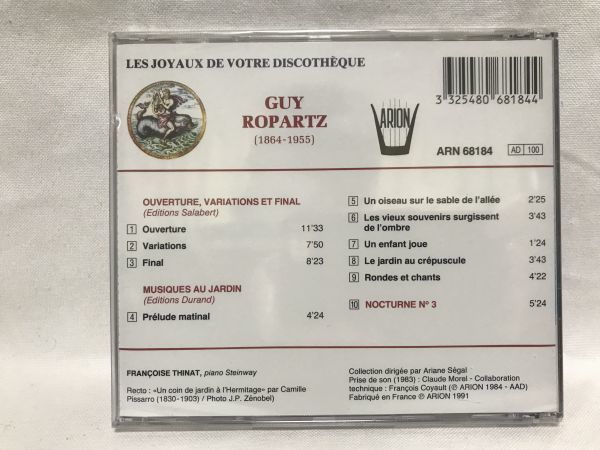 LES JOYAUX DE VOTRE DISCOTHÈQUE
GUY
ROPARTZ
(1864-1955)
ARION
3 325480 681844
ARN 68184
AD 100
OUVERTURE, VARIATIONS ET FINAL
(Editions Salabert)
1 Ouverture 11'33
2 Variations 7'50
3 Final 8'23
MUSIQUES AU JARDIN
(Editions Durand)
4 Prélude matinal 4'24
5 Un oiseau sur le sable de l'allée 2'25
6 Les vieux souvenirs surgissent 3'43
de l'ombre
7 Un enfant joue 1'24
8 Le jardin au crépuscule 3'43
9 Rondes et chants 4'22
10 NOCTURNE N° 3 5'24
FRANÇOISE THINAT, piano Steinway
Recto : «Un coin de jardin à l'Hermitage» par Camille
Pissarro (1830-1903) / Photo J.P. Zénobel)
Collection dirigée par Ariane Ségal
Prise de son (1983) : Claude Morel - Collaboration
technique : François Coyault (℗ ARION 1984 - AAD)
Fabriqué en France ℗ ARION 1991